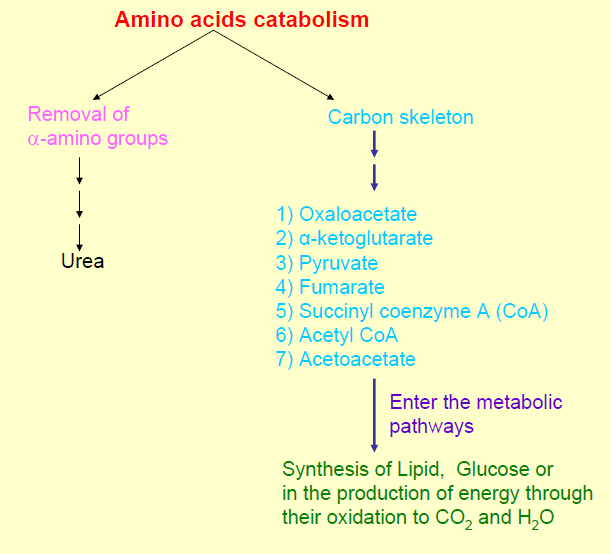 Amino acids catabolism
Removal of
α-amino groups
Urea
Carbon skeleton
1) Oxaloacetate
2) α-ketoglutarate
3) Pyruvate
4) Fumarate
5) Succinyl coenzyme A (CoA)
6) Acetyl CoA
7) Acetoacetate
Enter the metabolic
pathways
Synthesis of Lipid, Glucose or
in the production of energy through
their oxidation to CO₂ and H₂O